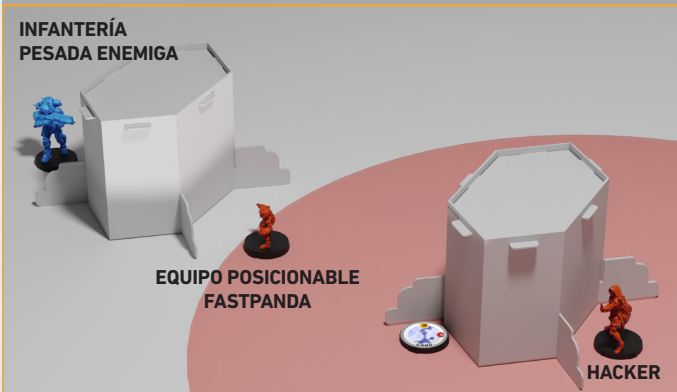 INFANTERÍA
PESADA ENEMIGA
EQUIPO POSICIONABLE
FASTPANDA
HACKER